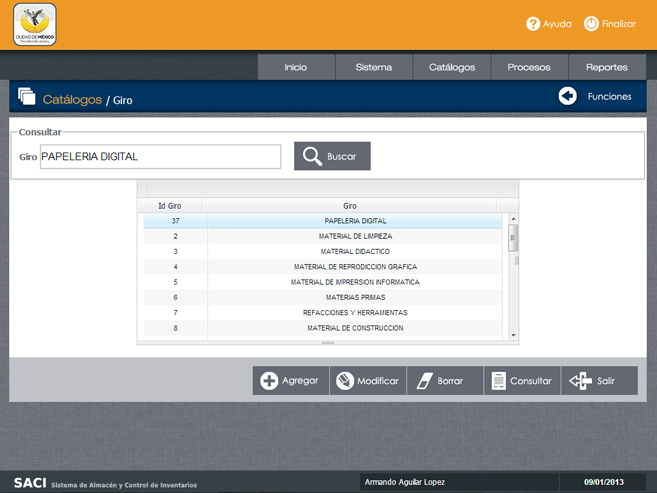 CIUDAD DE MÉXICO
Ayuda
Finalizar
Inicio
Sistema
Catálogos
Procesos
Reportes
Catálogos / Giro
Funciones
Consultar
Giro PAPELERIA DIGITAL
Buscar
Id Giro Giro
37 PAPELERIA DIGITAL
2 MATERIAL DE LIMPIEZA
3 MATERIAL DIDACTICO
4 MATERIAL DE REPRODICCION GRAFICA
5 MATERIAL DE IMPRERSION INFORMATICA
6 MATERIAS PRIMAS
7 REFACCIONES Y HERRAMIENTAS
8 MATERIAL DE CONSTRUCCION
Agregar
Modificar
Borrar
Consultar
Salir
SACI Sistema de Almacén y Control de Inventarios
Armando Aguilar Lopez
09/01/2013